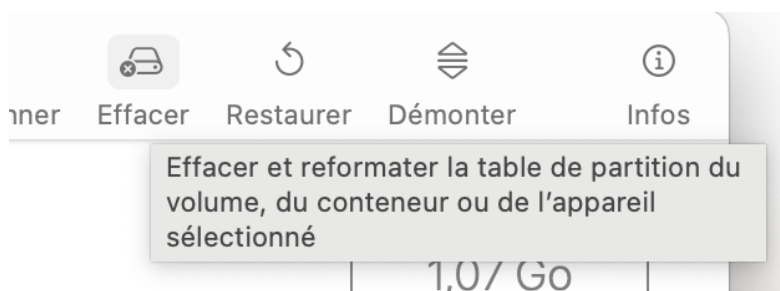 Effacer Restaurer Démonter Infos
Effacer et reformater la table de partition du
volume, du conteneur ou de l’appareil
sélectionné
1,07 Go